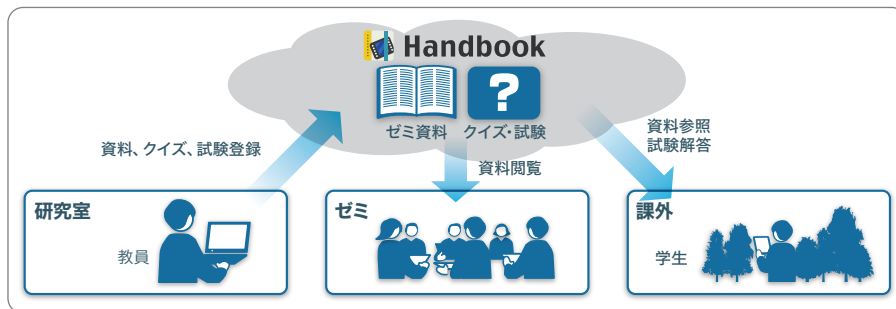 Handbook
?
ゼミ資料
クイズ・試験
資料、クイズ、試験登録
資料閲覧
資料参照
試験解答
研究室
教員
ゼミ
課外
学生